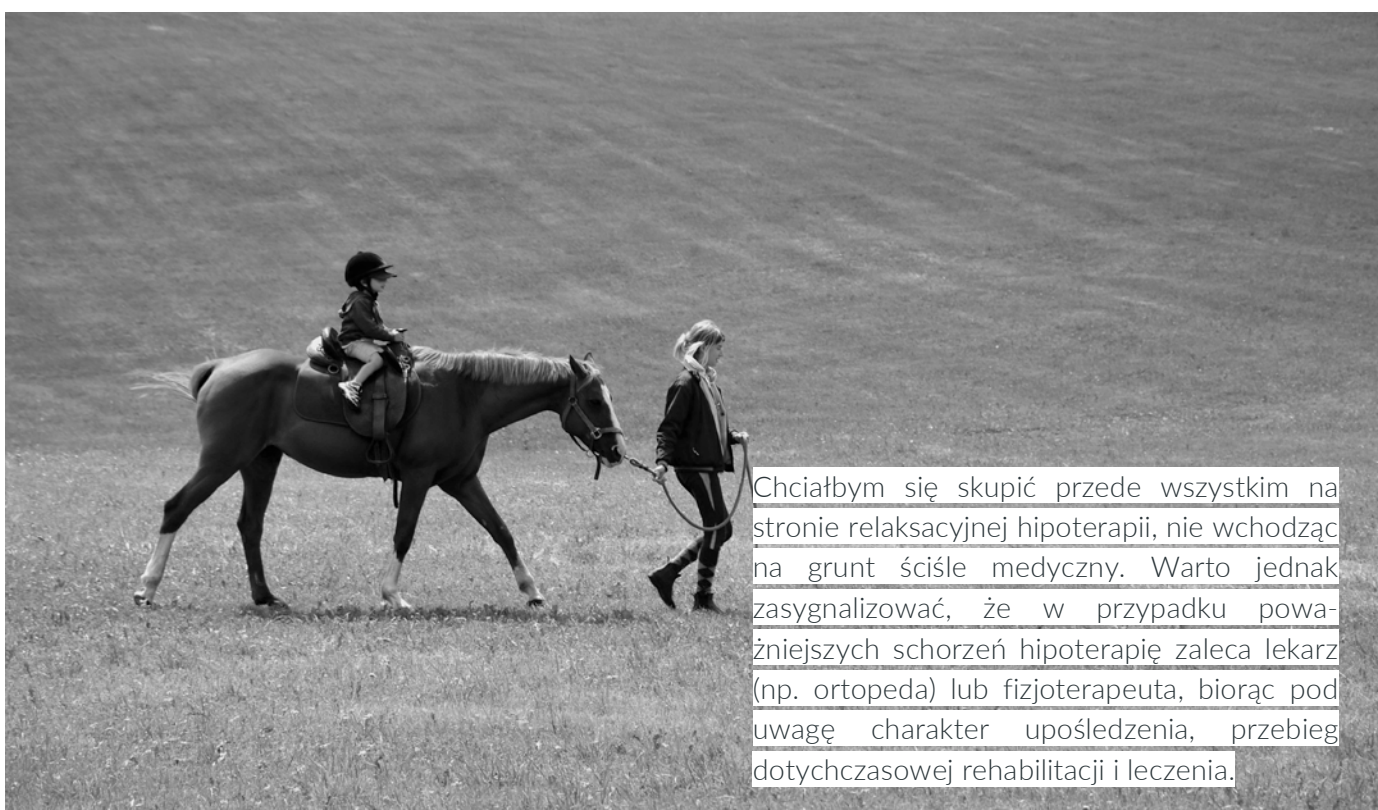 Chciałbym się skupić przede wszystkim na
stronie relaksacyjnej hipoterapii, nie wchodząc
na grunt ściśle medyczny. Warto jednak
zasygnalizować, że w przypadku powa-
żniejszych schorzeń hipoterapię zaleca lekarz
(np. ortopeda) lub fizjoterapeuta, biorąc pod
uwagę charakter upośledzenia, przebieg
dotychczasowej rehabilitacji i leczenia.